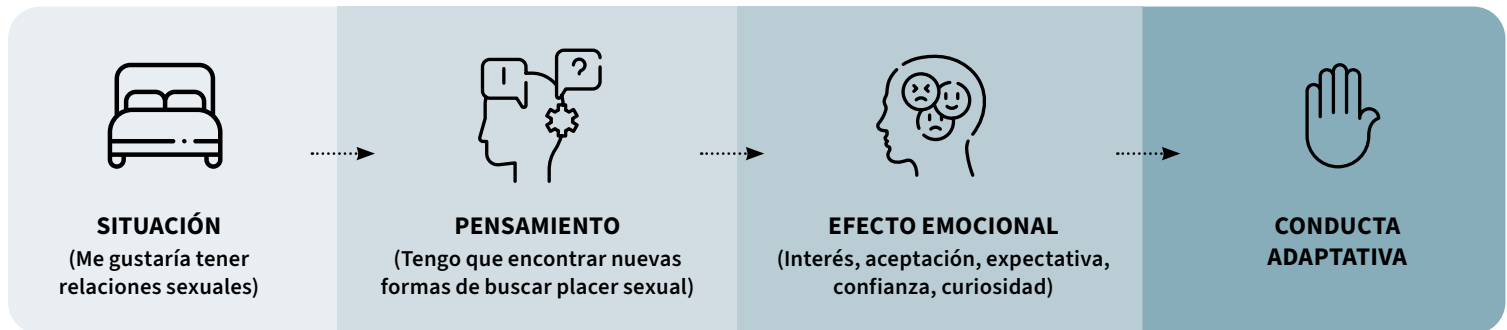 SITUACIÓN
(Me gustaría tener
relaciones sexuales)
PENSAMIENTO
(Tengo que encontrar nuevas
formas de buscar placer sexual)
EFECTO EMOCIONAL
(Interés, aceptación, expectativa,
confianza, curiosidad)
CONDUCTA
ADAPTATIVA